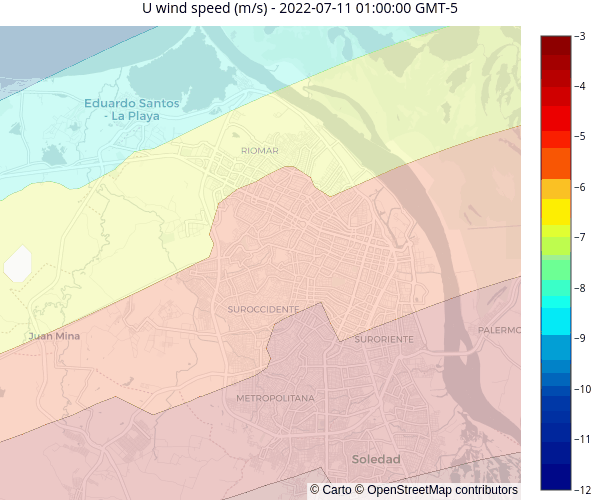 U wind speed (m/s) - 2022-07-11 01:00:00 GMT-5
Eduardo Santos
- La Playa
RIOMAR
SUROCCIDENTE
Juan Mina
SURORIENTE
PALERMO
METROPOLITANA
Soledad
© Carto © OpenStreetMap contributors
−3
−4
−5
−6
−7
−8
−9
−10
−11
−12